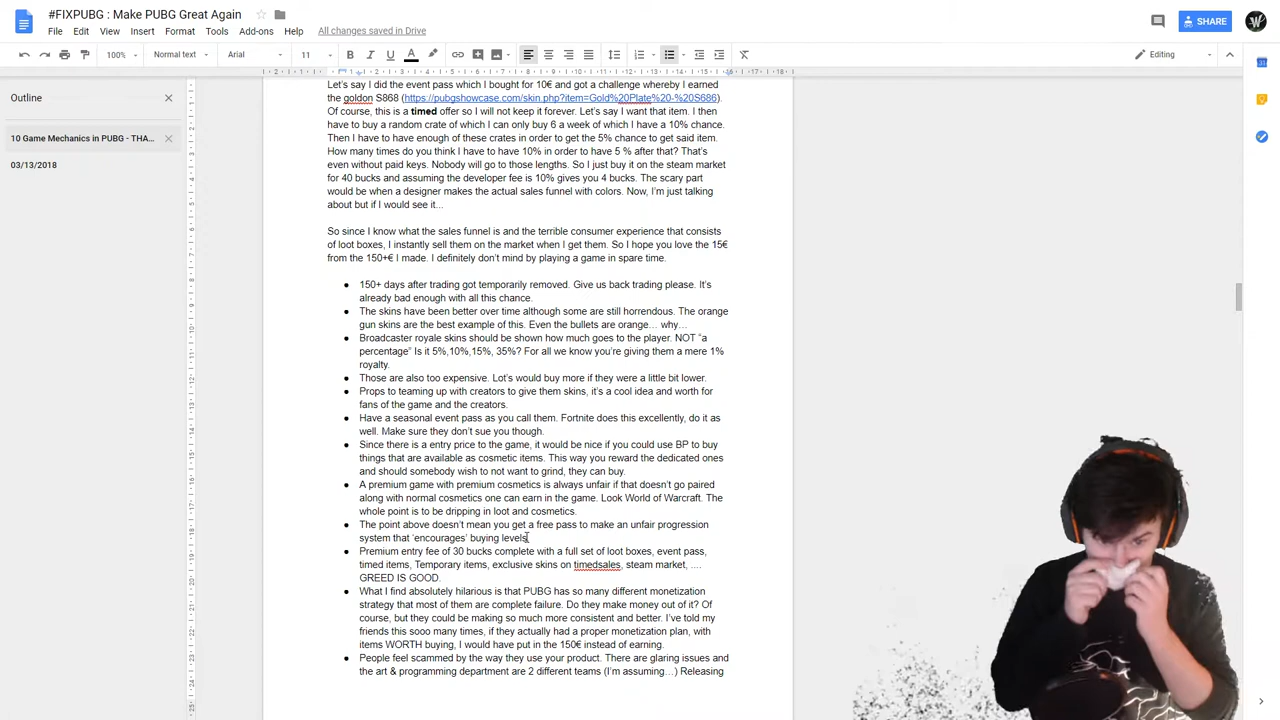 #FIXPUBG : Make PUBG Great Again
File Edit View Insert Format Tools Add-ons Help All changes saved in Drive
SHARE
100% Normal text Arial 11 B I U A Editing
2 1 1 2 3 4 5 6 7 8 9 10 11 12 13 14 15 16 17 18
Outline
10 Game Mechanics in PUBG - THA...
03/13/2018
Let's say I did the event pass which I bought for 10€ and got a challenge whereby I earned
the goldon S868 (https://pubgshowcase.com/skin.php?item=Gold%20Plate%20-%20S686).
Of course, this is a timed offer so I will not keep it forever. Let's say I want that item. I then
have to buy a random crate of which I can only buy 6 a week of which I have a 10% chance.
Then I have to have enough of these crates in order to get the 5% chance to get said item.
How many times do you think I have to have 10% in order to have 5 % after that? That's
even without paid keys. Nobody will go to those lengths. So I just buy it on the steam market
for 40 bucks and assuming the developer fee is 10% gives you 4 bucks. The scary part
would be when a designer makes the actual sales funnel with colors. Now, I'm just talking
about but if I would see it...
So since I know what the sales funnel is and the terrible consumer experience that consists
of loot boxes, I instantly sell them on the market when I get them. So I hope you love the 15€
from the 150+€ I made. I definitely don't mind by playing a game in spare time.
● 150+ days after trading got temporarily removed. Give us back trading please. It's
already bad enough with all this chance.
● The skins have been better over time although some are still horrendous. The orange
gun skins are the best example of this. Even the bullets are orange... why...
● Broadcaster royale skins should be shown how much goes to the player. NOT "a
percentage" Is it 5%,10%,15%, 35%? For all we know you're giving them a mere 1%
royalty.
● Those are also too expensive. Lot's would buy more if they were a little bit lower.
● Props to teaming up with creators to give them skins, it's a cool idea and worth for
fans of the game and the creators.
● Have a seasonal event pass as you call them. Fortnite does this excellently, do it as
well. Make sure they don't sue you though.
● Since there is a entry price to the game, it would be nice if you could use BP to buy
things that are available as cosmetic items. This way you reward the dedicated ones
and should somebody wish to not want to grind, they can buy.
● A premium game with premium cosmetics is always unfair if that doesn't go paired
along with normal cosmetics one can earn in the game. Look World of Warcraft. The
whole point is to be dripping in loot and cosmetics.
● The point above doesn't mean you get a free pass to make an unfair progression
system that 'encourages' buying levels
● Premium entry fee of 30 bucks complete with a full set of loot boxes, event pass,
timed items, Temporary items, exclusive skins on timedsales, steam market, ....
GREED IS GOOD.
● What I find absolutely hilarious is that PUBG has so many different monetization
strategy that most of them are complete failure. Do they make money out of it? Of
course, but they could be making so much more consistent and better. I've told my
friends this sooo many times, if they actually had a proper monetization plan, with
items WORTH buying, I would have put in the 150€ instead of earning.
● People feel scammed by the way they use your product. There are glaring issues and
the art & programming department are 2 different teams (I'm assuming...) Releasing